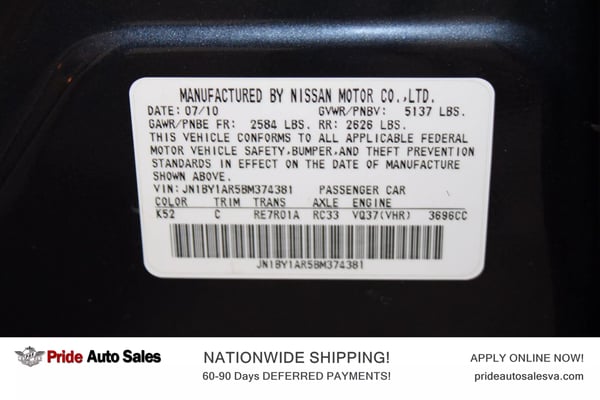 MANUFACTURED BY NISSAN MOTOR CO.,LTD.
DATE: 07/10 GVWR/PNBV: 5137 LBS.
GAWR/PNBE FR: 2584 LBS. RR: 2626 LBS.
THIS VEHICLE CONFORMS TO ALL APPLICABLE FEDERAL
MOTOR VEHICLE SAFETY,BUMPER,AND THEFT PREVENTION
STANDARDS IN EFFECT ON THE DATE OF MANUFACTURE
SHOWN ABOVE.
VIN: JN1BY1AR5BM374381 PASSENGER CAR
COLOR TRIM TRANS AXLE ENGINE
K52 C RE7R01A RC33 VQ37(VHR) 3696CC
JN1BY1AR5BM374381
Pride Auto Sales
NATIONWIDE SHIPPING!
60-90 Days DEFERRED PAYMENTS!
APPLY ONLINE NOW!
prideautosalesva.com